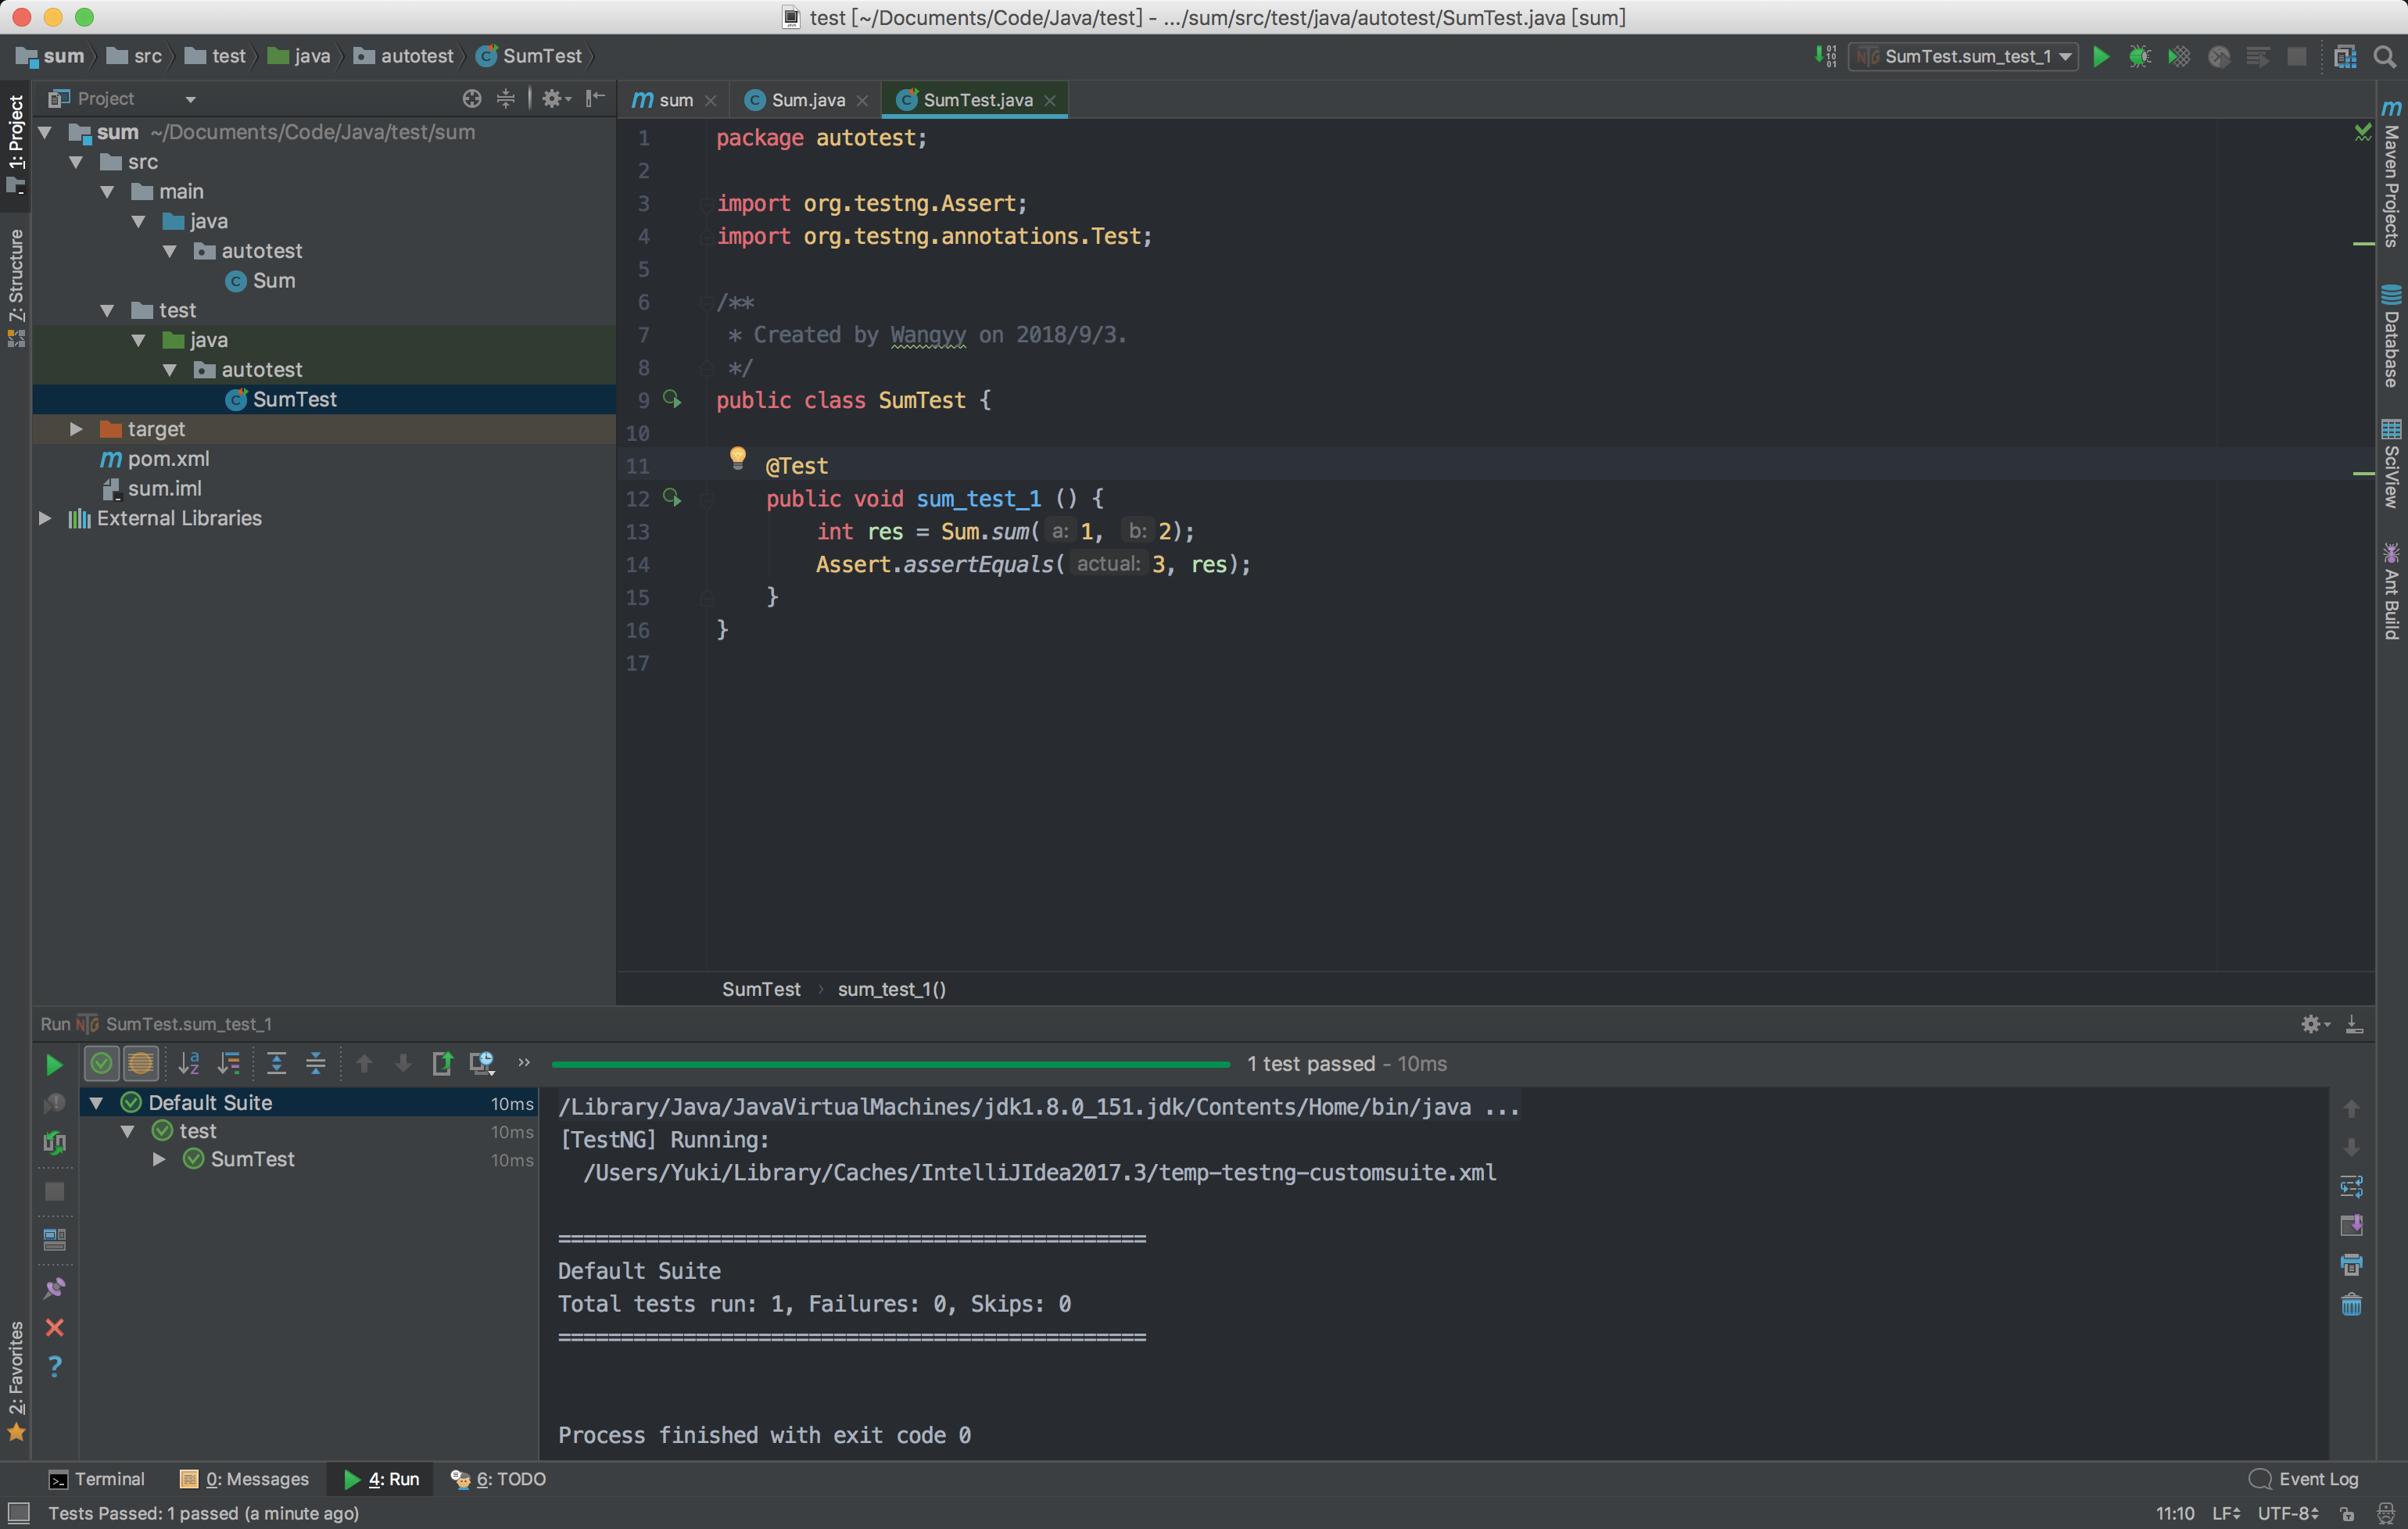 test [~/Documents/Code/Java/test] - .../sum/src/test/java/autotest/SumTest.java [sum]
sum src test java autotest SumTest
SumTest.sum_test_1
Project
sum ~/Documents/Code/Java/test/sum
src
main
java
autotest
Sum
test
java
autotest
SumTest
target
pom.xml
sum.iml
External Libraries
1: Project
7: Structure
2: Favorites
sum Sum.java SumTest.java
1 package autotest;
2
3 import org.testng.Assert;
4 import org.testng.annotations.Test;
5
6 /**
7 * Created by Wangyy on 2018/9/3.
8 */
9 public class SumTest {
10
11 @Test
12 public void sum_test_1 () {
13 int res = Sum.sum( a: 1, b: 2);
14 Assert.assertEquals( actual: 3, res);
15 }
16 }
17
SumTest › sum_test_1()
Maven Projects
Database
SciView
Ant Build
Run SumTest.sum_test_1
1 test passed - 10ms
Default Suite 10ms
test 10ms
SumTest 10ms
/Library/Java/JavaVirtualMachines/jdk1.8.0_151.jdk/Contents/Home/bin/java ...
[TestNG] Running:
/Users/Yuki/Library/Caches/IntelliJIdea2017.3/temp-testng-customsuite.xml
===============================================
Default Suite
Total tests run: 1, Failures: 0, Skips: 0
===============================================
Process finished with exit code 0
Terminal 0: Messages 4: Run 6: TODO Event Log
Tests Passed: 1 passed (a minute ago) 11:10 LF UTF-8